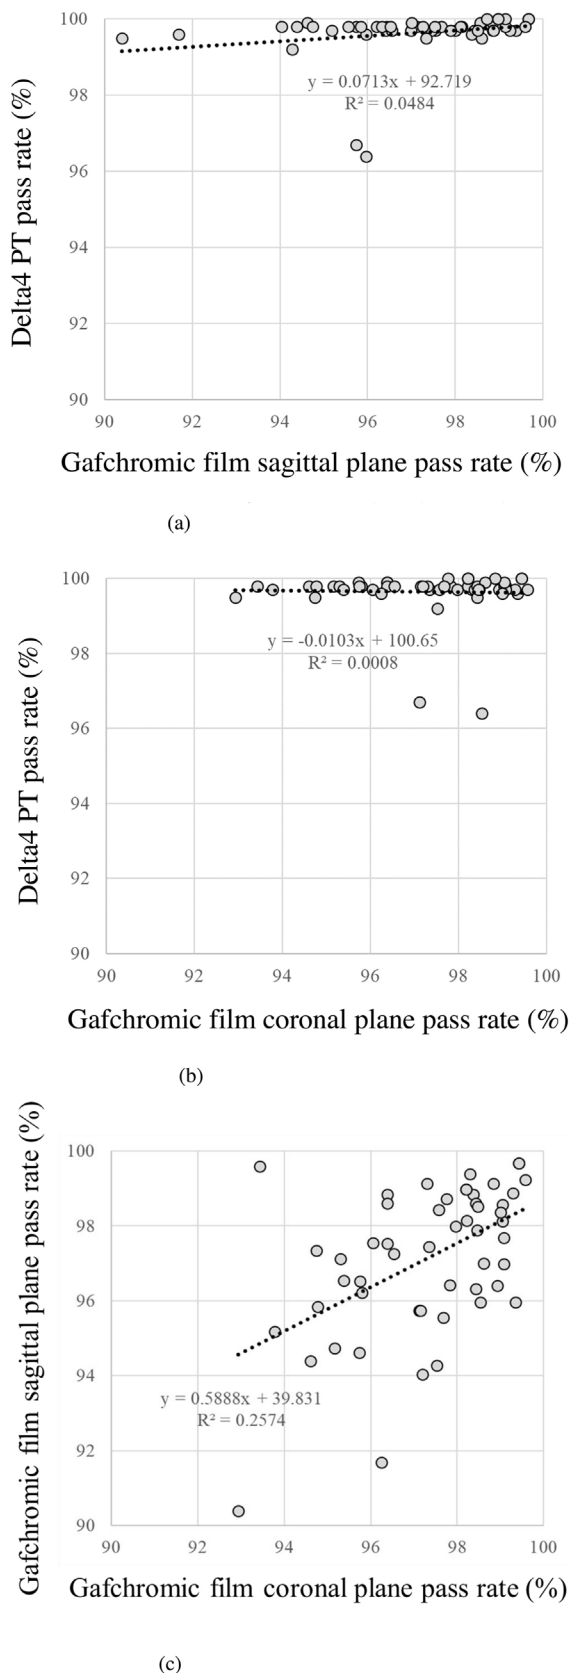 100
98
96
94
92
90
Delta4 PT pass rate (%)
y = 0.0713x + 92.719
R² = 0.0484
90 92 94 96 98 100
Gafchromic film sagittal plane pass rate (%)
(a)
100
98
96
94
92
90
Delta4 PT pass rate (%)
y = -0.0103x + 100.65
R² = 0.0008
90 92 94 96 98 100
Gafchromic film coronal plane pass rate (%)
(b)
100
98
96
94
92
90
Gafchromic film sagittal plane pass rate (%)
y = 0.5888x + 39.831
R² = 0.2574
90 92 94 96 98 100
Gafchromic film coronal plane pass rate (%)
(c)